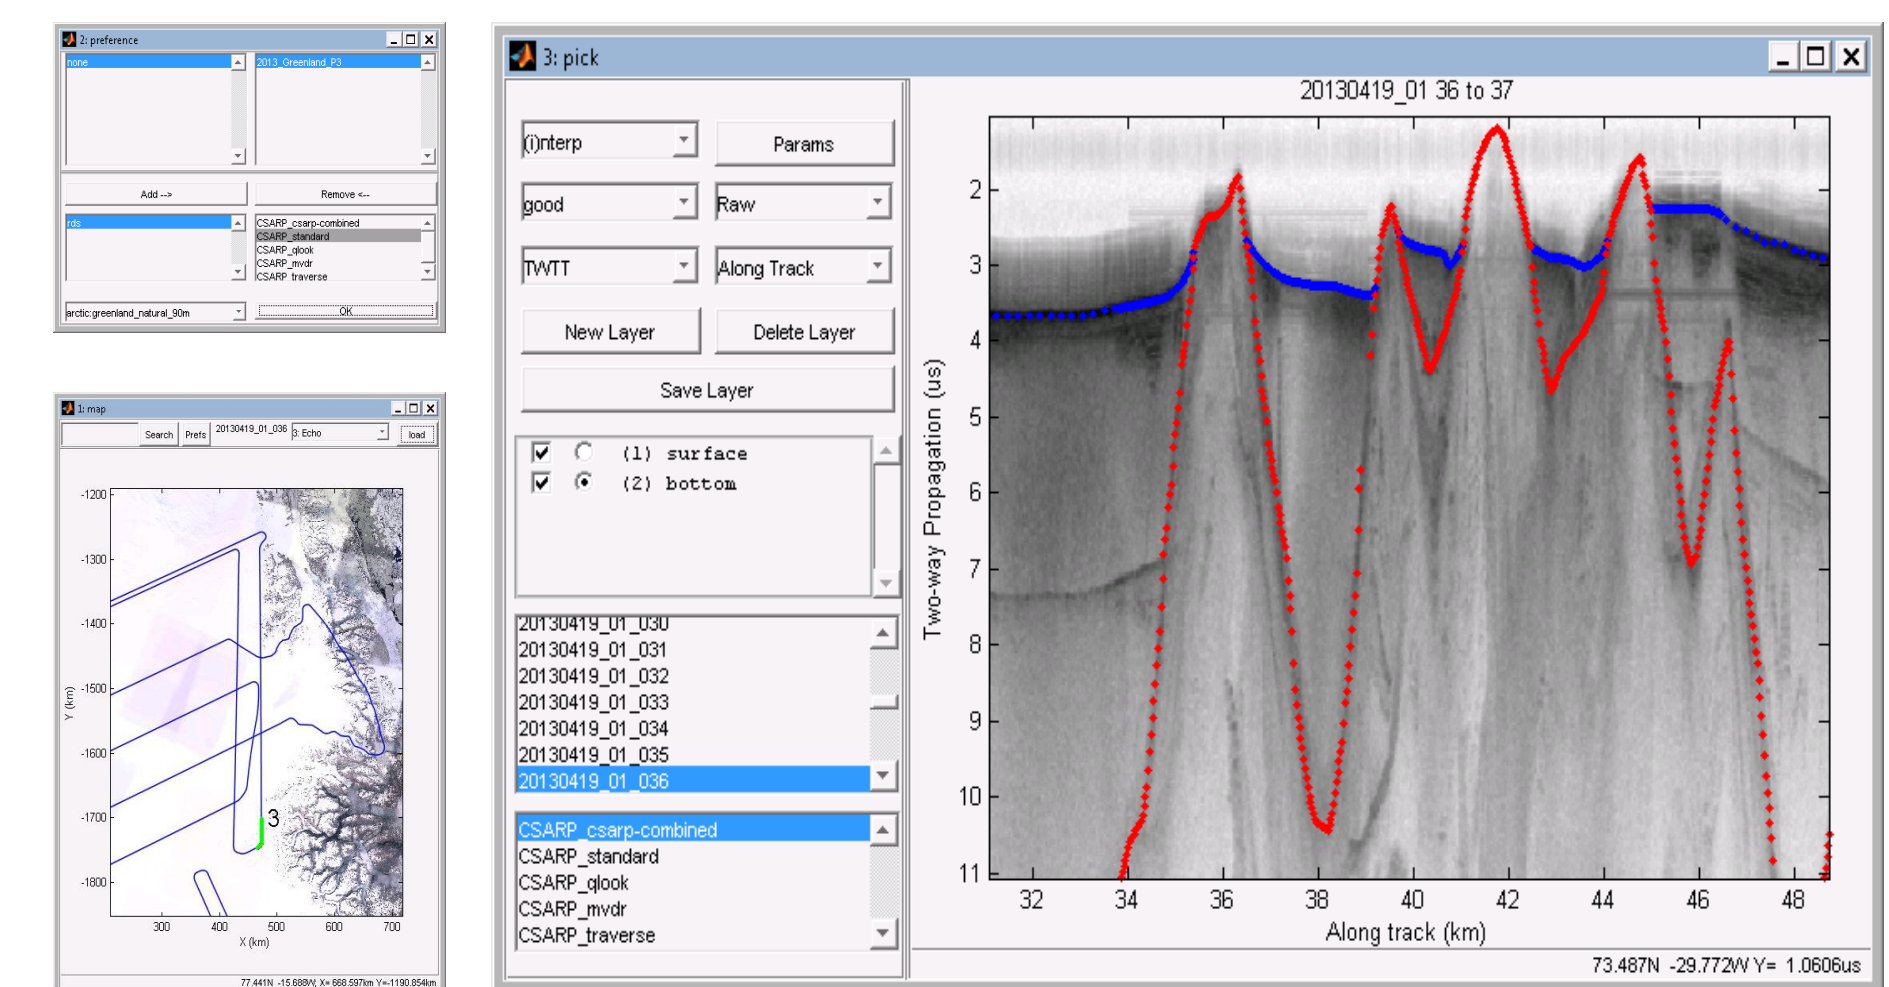 2: preference
none
2013_Greenland_P3
Add -->
Remove <--
rds
CSARP_csarp-combined
CSARP_standard
CSARP_qlook
CSARP_mvdr
CSARP_traverse
arctic:greenland_natural_90m
OK
1: map
Search
Prefs
20130419_01_036
3: Echo
load
-1200
-1300
-1400
-1500
-1600
-1700
-1800
Y (km)
3
300 400 500 600 700
X (km)
77.441N -15.688W; X= 668.597km Y=-1190.854km
3: pick
(i)nterp
Params
good
Raw
TWTT
Along Track
New Layer
Delete Layer
Save Layer
(1) surface
(2) bottom
20130419_01_030
20130419_01_031
20130419_01_032
20130419_01_033
20130419_01_034
20130419_01_035
20130419_01_036
CSARP_csarp-combined
CSARP_standard
CSARP_qlook
CSARP_mvdr
CSARP_traverse
20130419_01 36 to 37
Two-way Propagation (us)
2
3
4
5
6
7
8
9
10
11
32 34 36 38 40 42 44 46 48
Along track (km)
73.487N -29.772W Y= 1.0606us